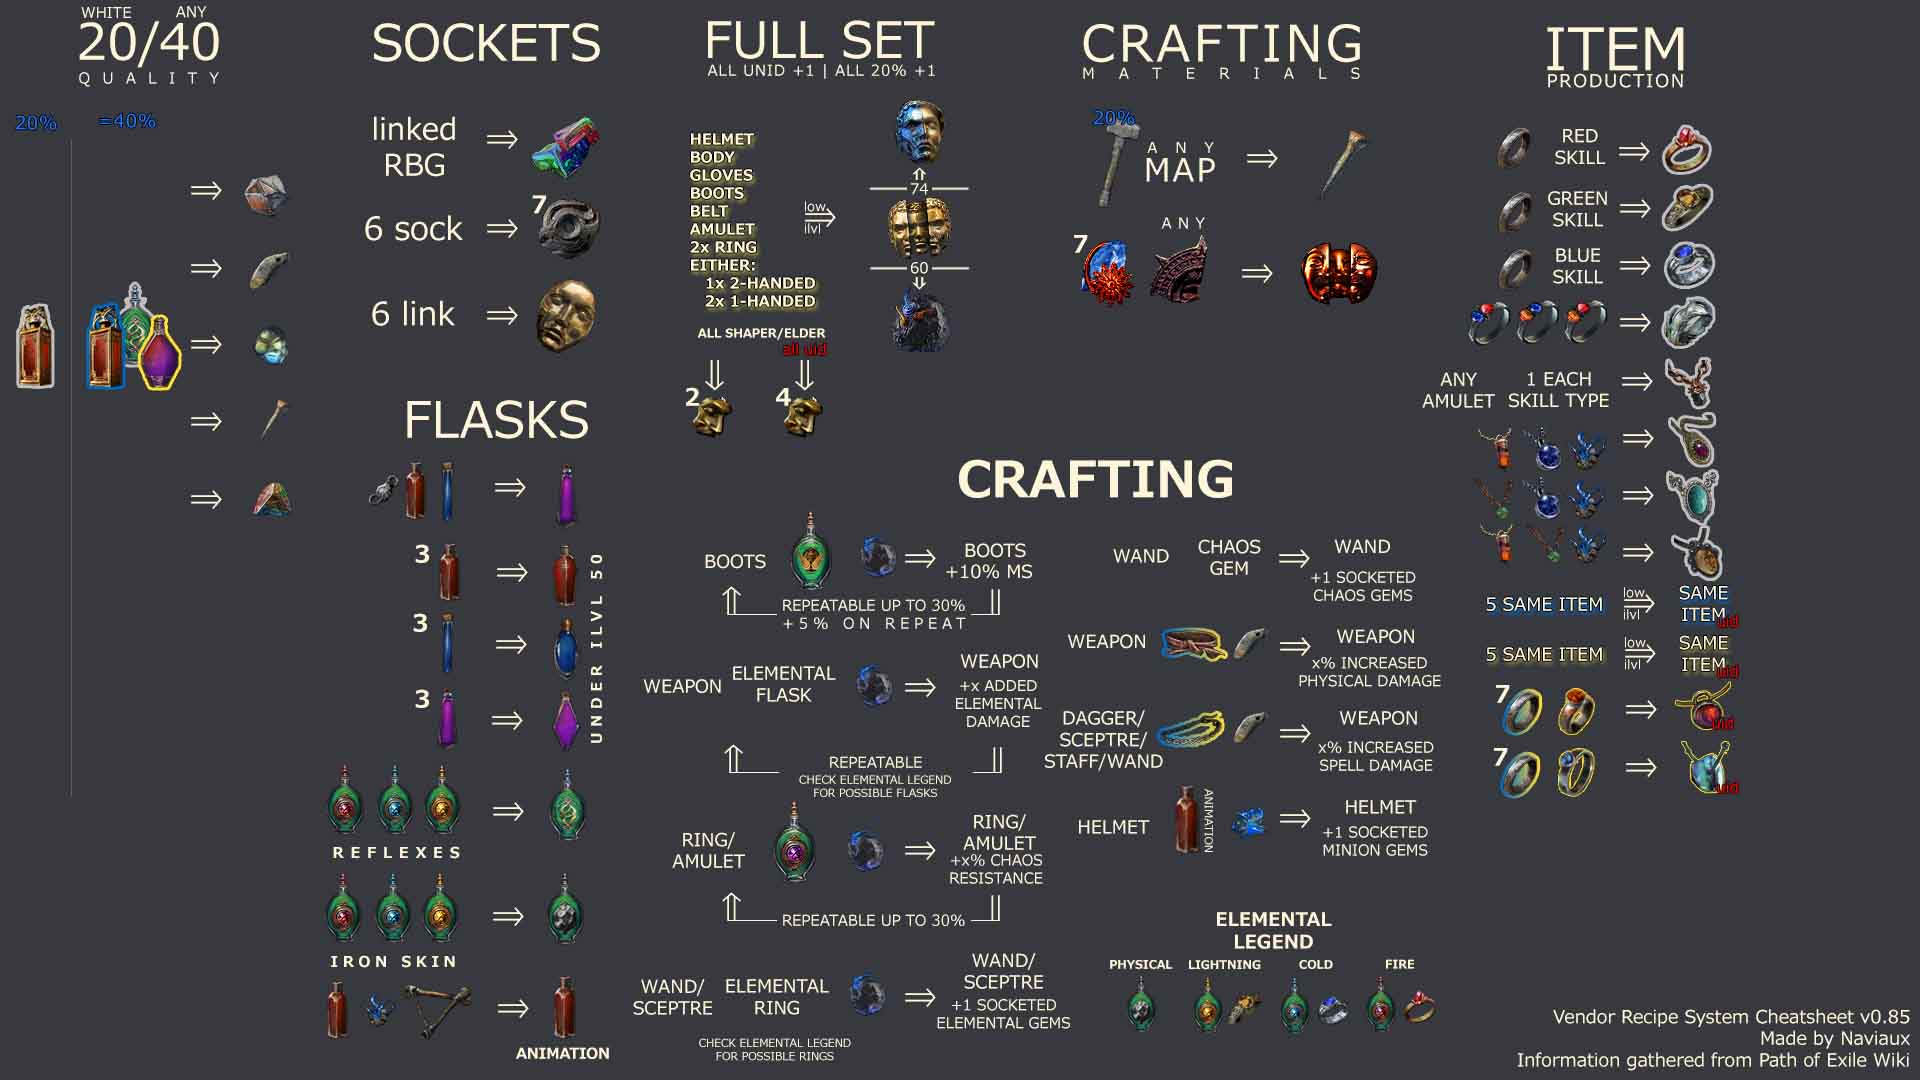 WHITE ANY
20/40
QUALITY
20% =40%
SOCKETS
linked
RBG
6 sock
7
6 link
FLASKS
3
3
3
UNDER ILVL 50
REFLEXES
IRON SKIN
ANIMATION
FULL SET
ALL UNID +1 | ALL 20% +1
HELMET
BODY
GLOVES
BOOTS
BELT
AMULET
2x RING
EITHER:
1x 2-HANDED
2x 1-HANDED
low
ilvl
74
60
ALL SHAPER/ELDER
all uid
2
4
CRAFTING
MATERIALS
20%
ANY
MAP
ANY
7
CRAFTING
BOOTS
BOOTS
+10% MS
REPEATABLE UP TO 30%
+5% ON REPEAT
WEAPON
ELEMENTAL
FLASK
WEAPON
+x ADDED
ELEMENTAL
DAMAGE
REPEATABLE
CHECK ELEMENTAL LEGEND
FOR POSSIBLE FLASKS
RING/
AMULET
RING/
AMULET
+x% CHAOS
RESISTANCE
REPEATABLE UP TO 30%
WAND/
SCEPTRE
ELEMENTAL
RING
WAND/
SCEPTRE
+1 SOCKETED
ELEMENTAL GEMS
CHECK ELEMENTAL LEGEND
FOR POSSIBLE RINGS
WAND
CHAOS
GEM
WAND
+1 SOCKETED
CHAOS GEMS
WEAPON
WEAPON
x% INCREASED
PHYSICAL DAMAGE
DAGGER/
SCEPTRE/
STAFF/WAND
WEAPON
x% INCREASED
SPELL DAMAGE
HELMET
ANIMATION
HELMET
+1 SOCKETED
MINION GEMS
ELEMENTAL
LEGEND
PHYSICAL LIGHTNING COLD FIRE
ITEM
PRODUCTION
RED
SKILL
GREEN
SKILL
BLUE
SKILL
ANY
AMULET
1 EACH
SKILL TYPE
5 SAME ITEM
low
ilvl
SAME
ITEM
uid
5 SAME ITEM
low
ilvl
SAME
ITEM
uid
7
uid
7
uid
Vendor Recipe System Cheatsheet v0.85
Made by Naviaux
Information gathered from Path of Exile Wiki